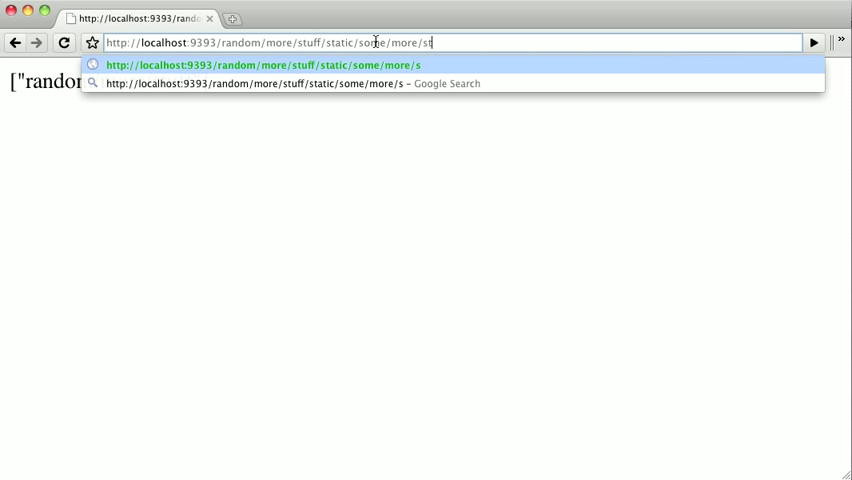 http://localhost:9393/rando
http://localhost:9393/random/more/stuff/static/some/more/st
http://localhost:9393/random/more/stuff/static/some/more/s
http://localhost:9393/random/more/stuff/static/some/more/s – Google Search
["random